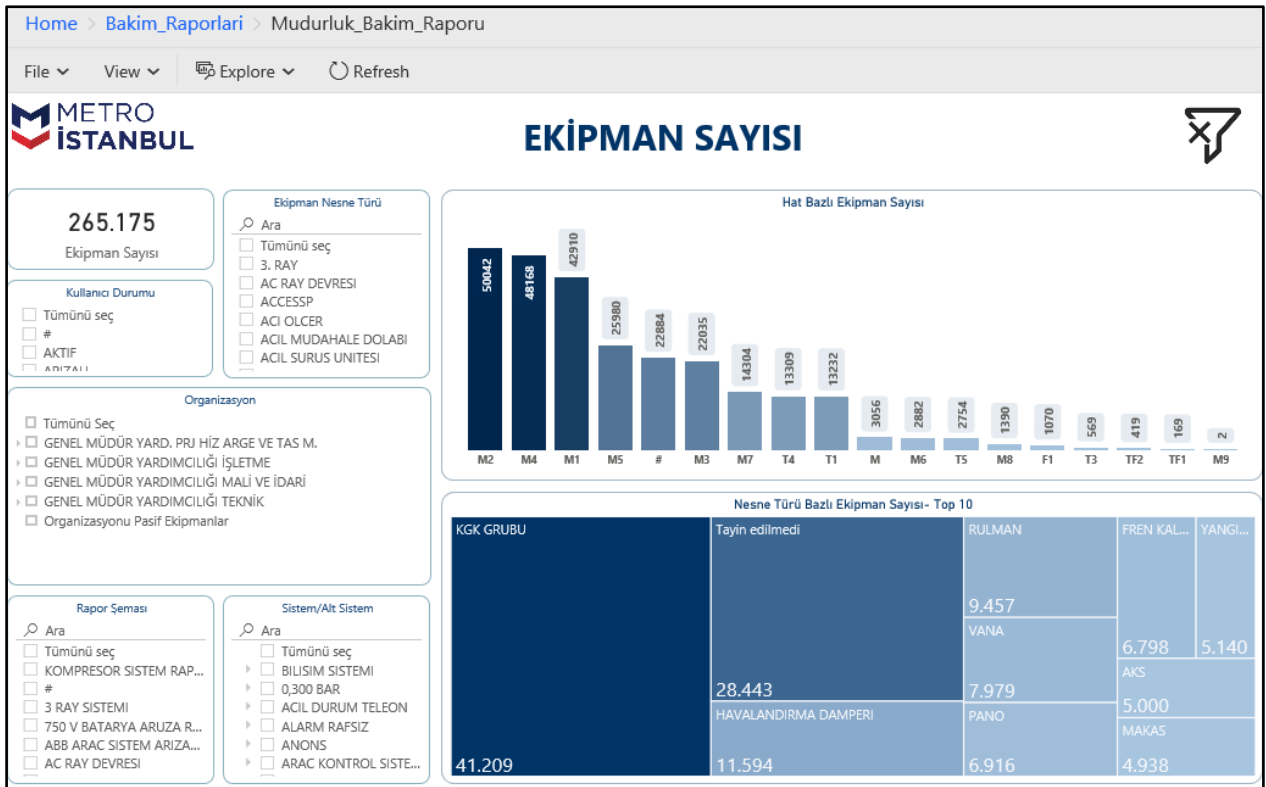 Home > Bakim_Raporlari > Mudurluk_Bakim_Raporu
File View Explore Refresh
METRO
İSTANBUL
EKİPMAN SAYISI
265.175
Ekipman Sayısı
Kullanıcı Durumu
Tümünü seç
#
AKTIF
Ekipman Nesne Türü
Ara
Tümünü seç
3. RAY
AC RAY DEVRESI
ACCESSP
ACI OLCER
ACIL MUDAHALE DOLABI
ACIL SURUS UNITESI
Organizasyon
Tümünü Seç
GENEL MÜDÜR YARD. PRJ HİZ ARGE VE TAS M.
GENEL MÜDÜR YARDIMCILIĞI İŞLETME
GENEL MÜDÜR YARDIMCILIĞI MALİ VE İDARİ
GENEL MÜDÜR YARDIMCILIĞI TEKNİK
Organizasyonu Pasif Ekipmanlar
Rapor Şeması
Ara
Tümünü seç
KOMPRESOR SISTEM RAP...
#
3 RAY SISTEMI
750 V BATARYA ARUZA R...
ABB ARAC SISTEM ARIZA...
AC RAY DEVRESI
Sistem/Alt Sistem
Ara
Tümünü seç
BILISIM SISTEMI
0,300 BAR
ACIL DURUM TELEON
ALARM RAFSIZ
ANONS
ARAC KONTROL SISTE...
Hat Bazlı Ekipman Sayısı
50042 48168 42910 25980 22884 22035 14304 13309 13232 3056 2882 2754 1390 1070 569 419 169 2
M2 M4 M1 M5 # M3 M7 T4 T1 M M6 T5 M8 F1 T3 TF2 TF1 M9
Nesne Türü Bazlı Ekipman Sayısı- Top 10
KGK GRUBU
41.209
Tayin edilmedi
28.443
HAVALANDIRMA DAMPERI
11.594
RULMAN
9.457
VANA
7.979
PANO
6.916
FREN KAL...
6.798
YANGI...
5.140
AKS
5.000
MAKAS
4.938